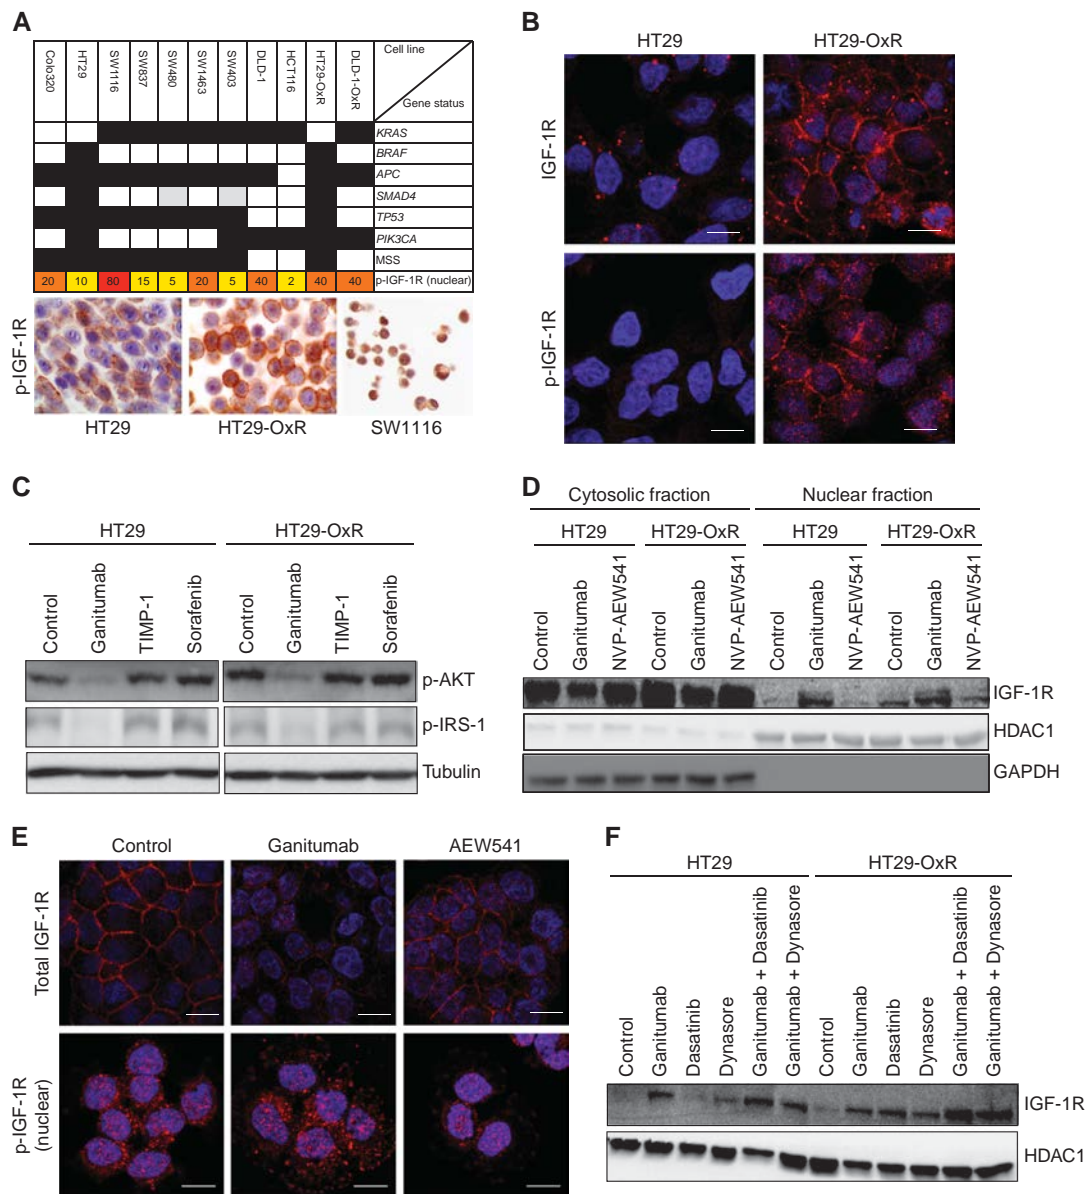 A
Colo320 HT29 SW1116 SW837 SW480 SW1463 SW403 DLD-1 HCT116 HT29-OxR DLD-1-OxR Cell line
Gene status
KRAS
BRAF
APC
SMAD4
TP53
PIK3CA
MSS
20 10 80 15 5 20 5 40 2 40 40 p-IGF-1R (nuclear)
p-IGF-1R
HT29 HT29-OxR SW1116
B
HT29 HT29-OxR
IGF-1R
p-IGF-1R
C
HT29 HT29-OxR
Control Ganitumab TIMP-1 Sorafenib Control Ganitumab TIMP-1 Sorafenib
p-AKT
p-IRS-1
Tubulin
D
Cytosolic fraction Nuclear fraction
HT29 HT29-OxR HT29 HT29-OxR
Control Ganitumab NVP-AEW541 Control Ganitumab NVP-AEW541 Control Ganitumab NVP-AEW541 Control Ganitumab NVP-AEW541
IGF-1R
HDAC1
GAPDH
E
Control Ganitumab AEW541
Total IGF-1R
p-IGF-1R
(nuclear)
F
HT29 HT29-OxR
Control Ganitumab Dasatinib Dynasore Ganitumab + Dasatinib Ganitumab + Dynasore Control Ganitumab Dasatinib Dynasore Ganitumab + Dasatinib Ganitumab + Dynasore
IGF-1R
HDAC1